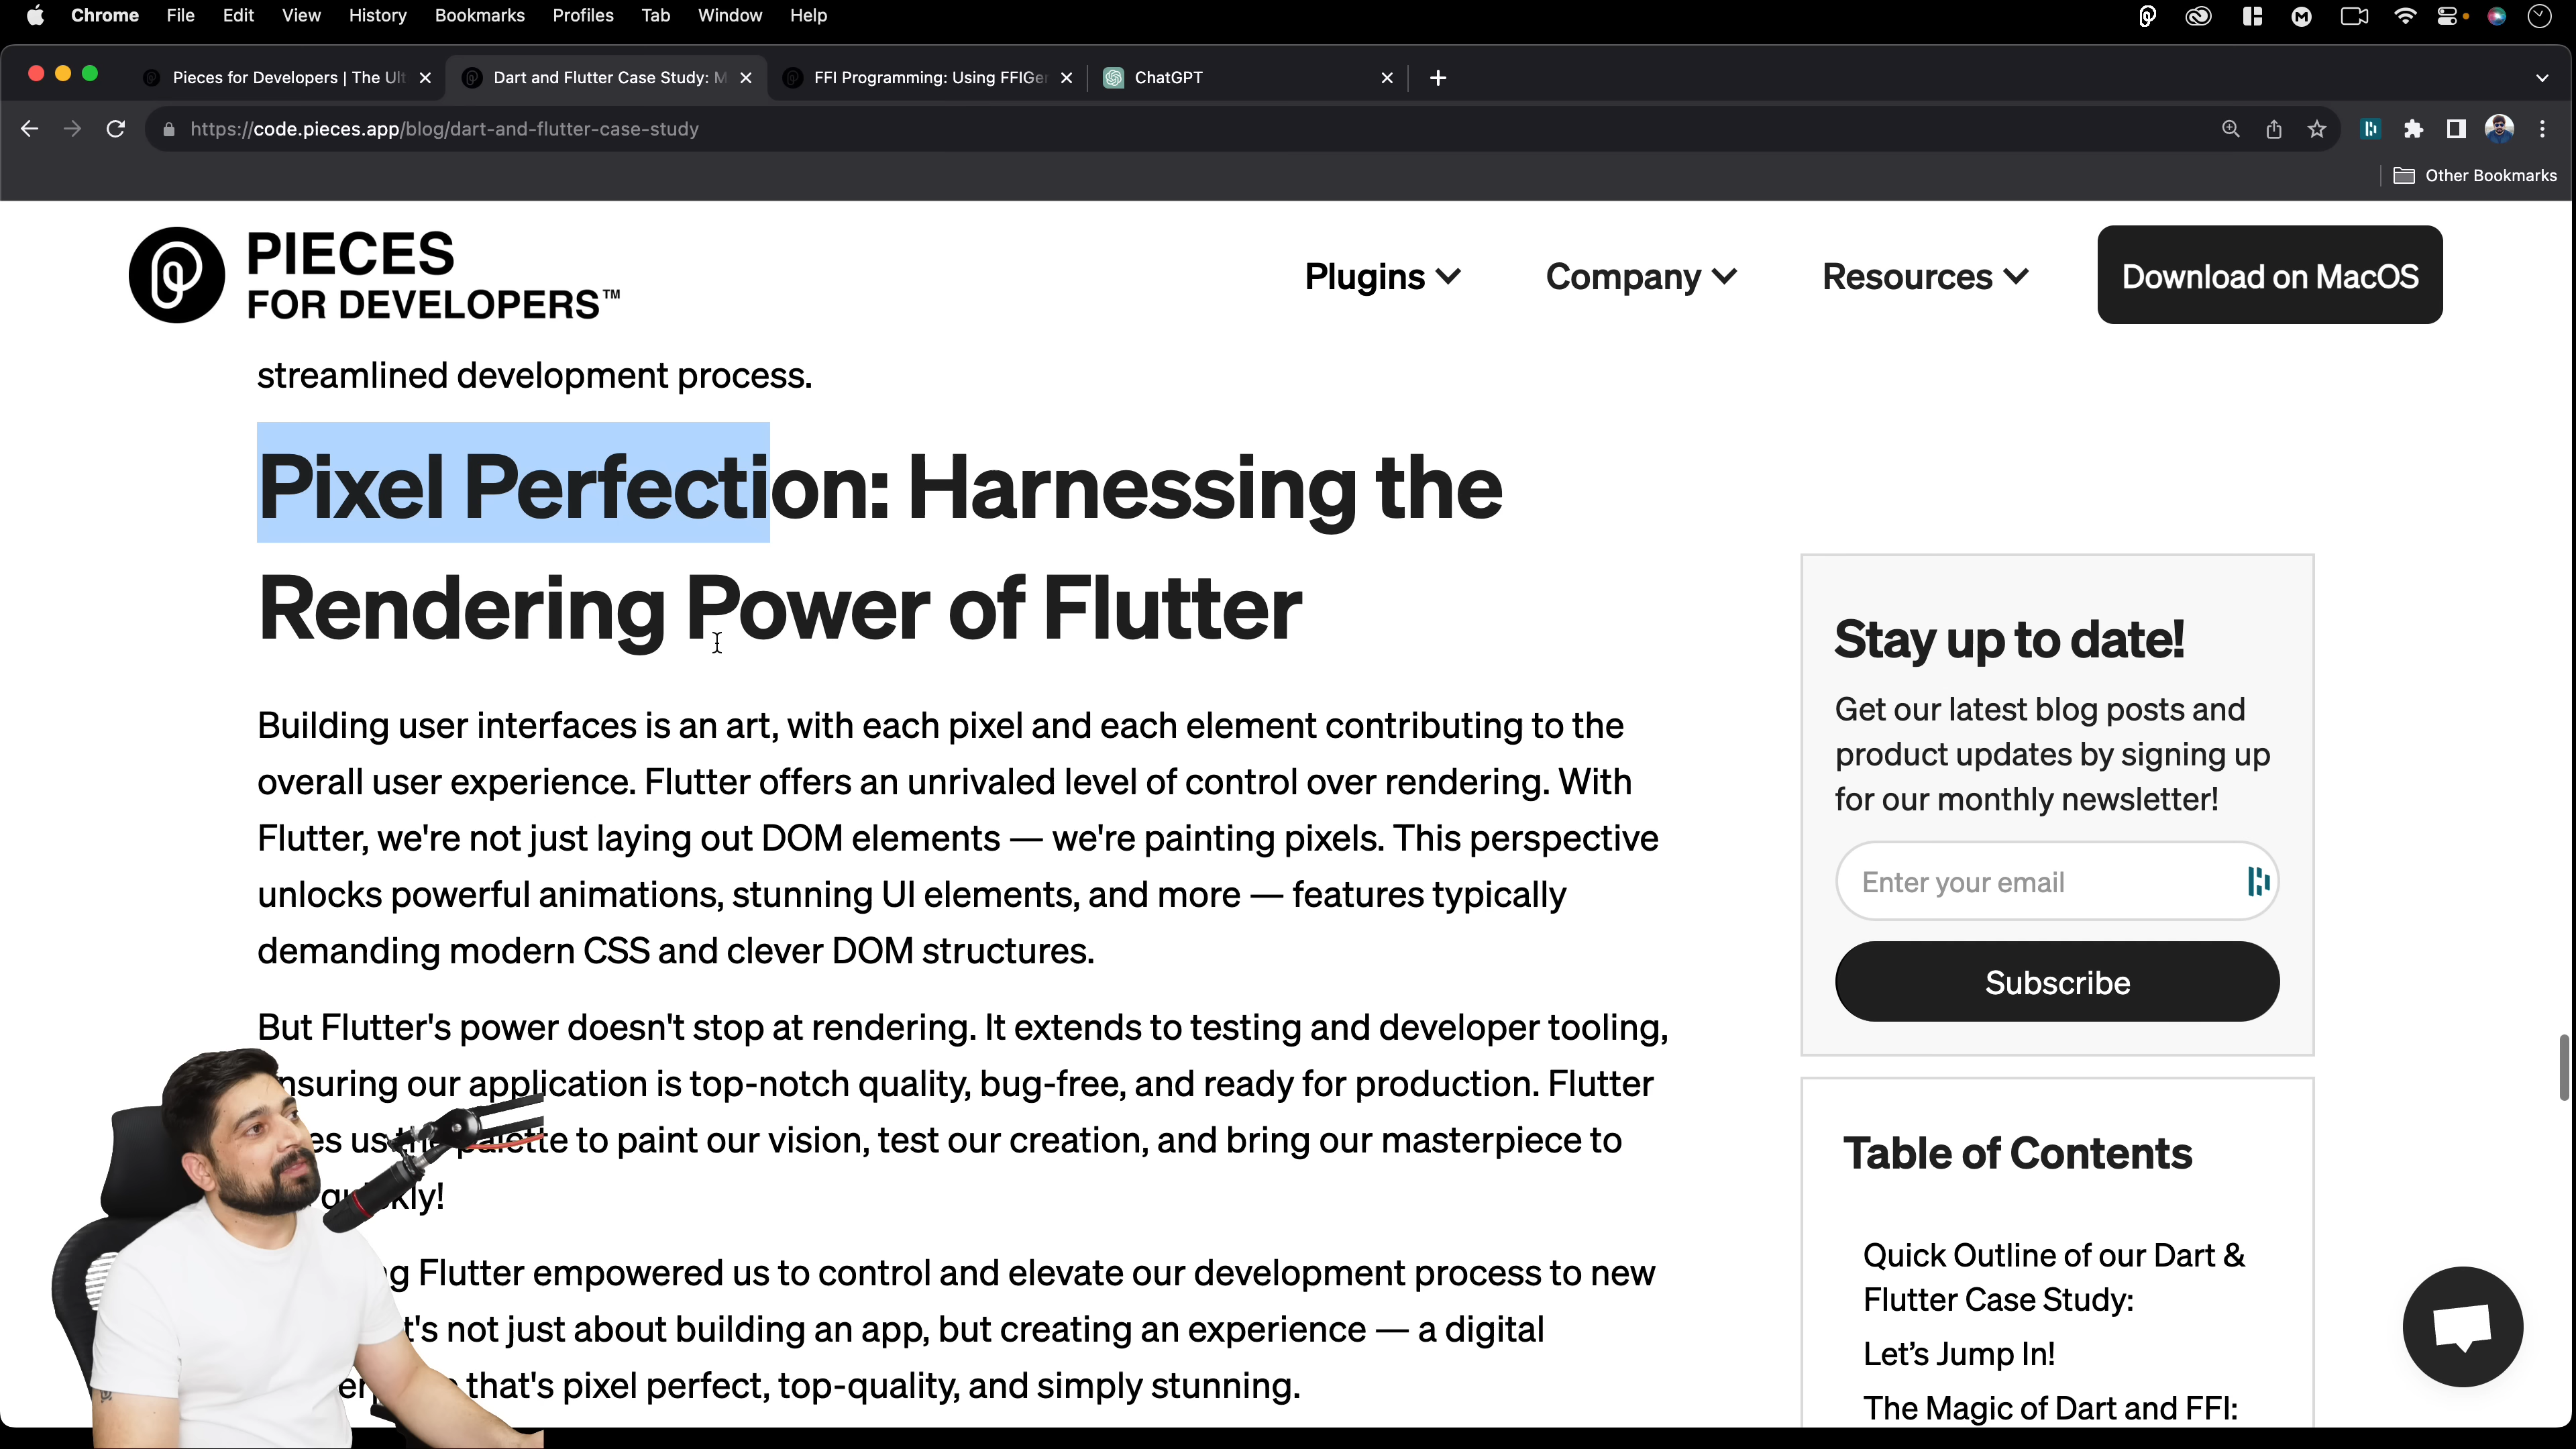 Chrome File Edit View History Bookmarks Profiles Tab Window Help
Pieces for Developers | The Ult Dart and Flutter Case Study: M FFI Programming: Using FFIGe ChatGPT
https://code.pieces.app/blog/dart-and-flutter-case-study
Other Bookmarks
PIECES
FOR DEVELOPERS™
Plugins Company Resources Download on MacOS
streamlined development process.
Pixel Perfection: Harnessing the
Rendering Power of Flutter
Building user interfaces is an art, with each pixel and each element contributing to the
overall user experience. Flutter offers an unrivaled level of control over rendering. With
Flutter, we're not just laying out DOM elements — we're painting pixels. This perspective
unlocks powerful animations, stunning UI elements, and more — features typically
demanding modern CSS and clever DOM structures.
But Flutter's power doesn't stop at rendering. It extends to testing and developer tooling,
nsuring our application is top-notch quality, bug-free, and ready for production. Flutter
es us the palette to paint our vision, test our creation, and bring our masterpiece to
quickly!
g Flutter empowered us to control and elevate our development process to new
t's not just about building an app, but creating an experience — a digital
that's pixel perfect, top-quality, and simply stunning.
Stay up to date!
Get our latest blog posts and
product updates by signing up
for our monthly newsletter!
Enter your email
Subscribe
Table of Contents
Quick Outline of our Dart &
Flutter Case Study:
Let's Jump In!
The Magic of Dart and FFI: